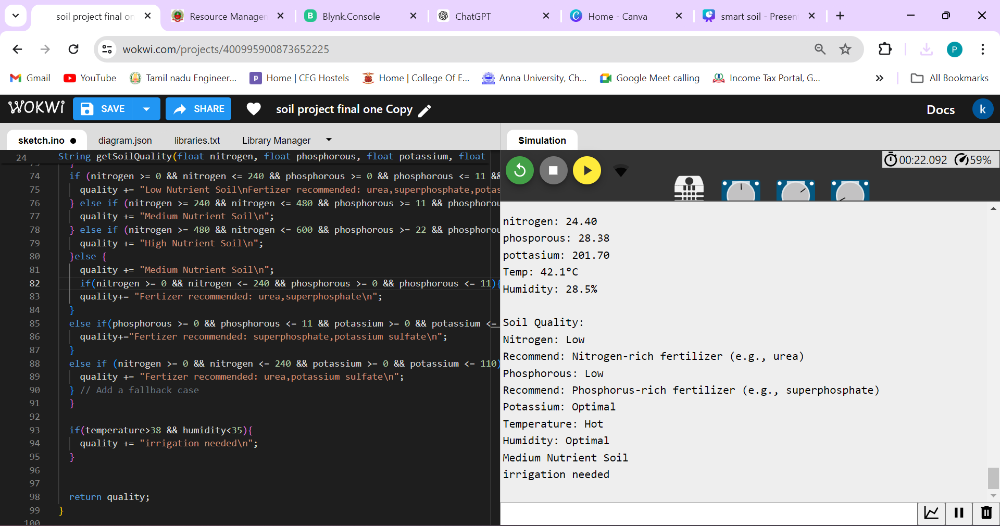 soil project final on
Resource Manager
Blynk.Console
ChatGPT
Home - Canva
smart soil - Presen
wokwi.com/projects/400995900873652225
P
Gmail
YouTube
Tamil nadu Engineer...
Home | CEG Hostels
Home | College Of E...
Anna University, Ch...
Google Meet calling
Income Tax Portal, G...
All Bookmarks
WOKWi
SAVE
SHARE
soil project final one Copy
Docs
k
sketch.ino
diagram.json
libraries.txt
Library Manager
Simulation
24 String getSoilQuality(float nitrogen, float phosphorous, float potassium, float
73 }
74 if (nitrogen >= 0 && nitrogen <= 240 && phosphorous >= 0 && phosphorous <= 11 &&
75 quality += "Low Nutrient Soil\nFertizer recommended: urea,superphosphate,potas
76 } else if (nitrogen >= 240 && nitrogen <= 480 && phosphorous >= 11 && phosphorou
77 quality += "Medium Nutrient Soil\n";
78 } else if (nitrogen >= 480 && nitrogen <= 600 && phosphorous >= 22 && phosphorou
79 quality += "High Nutrient Soil\n";
80 }else {
81 quality += "Medium Nutrient Soil\n";
82 if(nitrogen >= 0 && nitrogen <= 240 && phosphorous >= 0 && phosphorous <= 11){
83 quality+= "Fertizer recommended: urea,superphosphate\n";
84 }
85 else if(phosphorous >= 0 && phosphorous <= 11 && potassium >= 0 && potassium <=
86 quality+="Fertizer recommended: superphosphate,potassium sulfate\n";
87 }
88 else if (nitrogen >= 0 && nitrogen <= 240 && potassium >= 0 && potassium <= 110)
89 quality += "Fertizer recommended: urea,potassium sulfate\n";
90 } // Add a fallback case
91 }
92
93 if(temperature>38 && humidity<35){
94 quality += "irrigation needed\n";
95 }
96
97
98 return quality;
99 }
100
00:22.092 59%
nitrogen: 24.40
phosporous: 28.38
pottasium: 201.70
Temp: 42.1°C
Humidity: 28.5%
Soil Quality:
Nitrogen: Low
Recommend: Nitrogen-rich fertilizer (e.g., urea)
Phosphorous: Low
Recommend: Phosphorus-rich fertilizer (e.g., superphosphate)
Potassium: Optimal
Temperature: Hot
Humidity: Optimal
Medium Nutrient Soil
irrigation needed